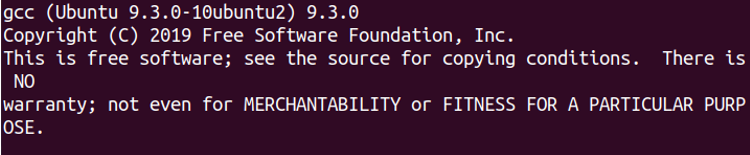 gcc (Ubuntu 9.3.0-10ubuntu2) 9.3.0
Copyright (C) 2019 Free Software Foundation, Inc.
This is free software; see the source for copying conditions.  There is
 NO
warranty; not even for MERCHANTABILITY or FITNESS FOR A PARTICULAR PURP
OSE.